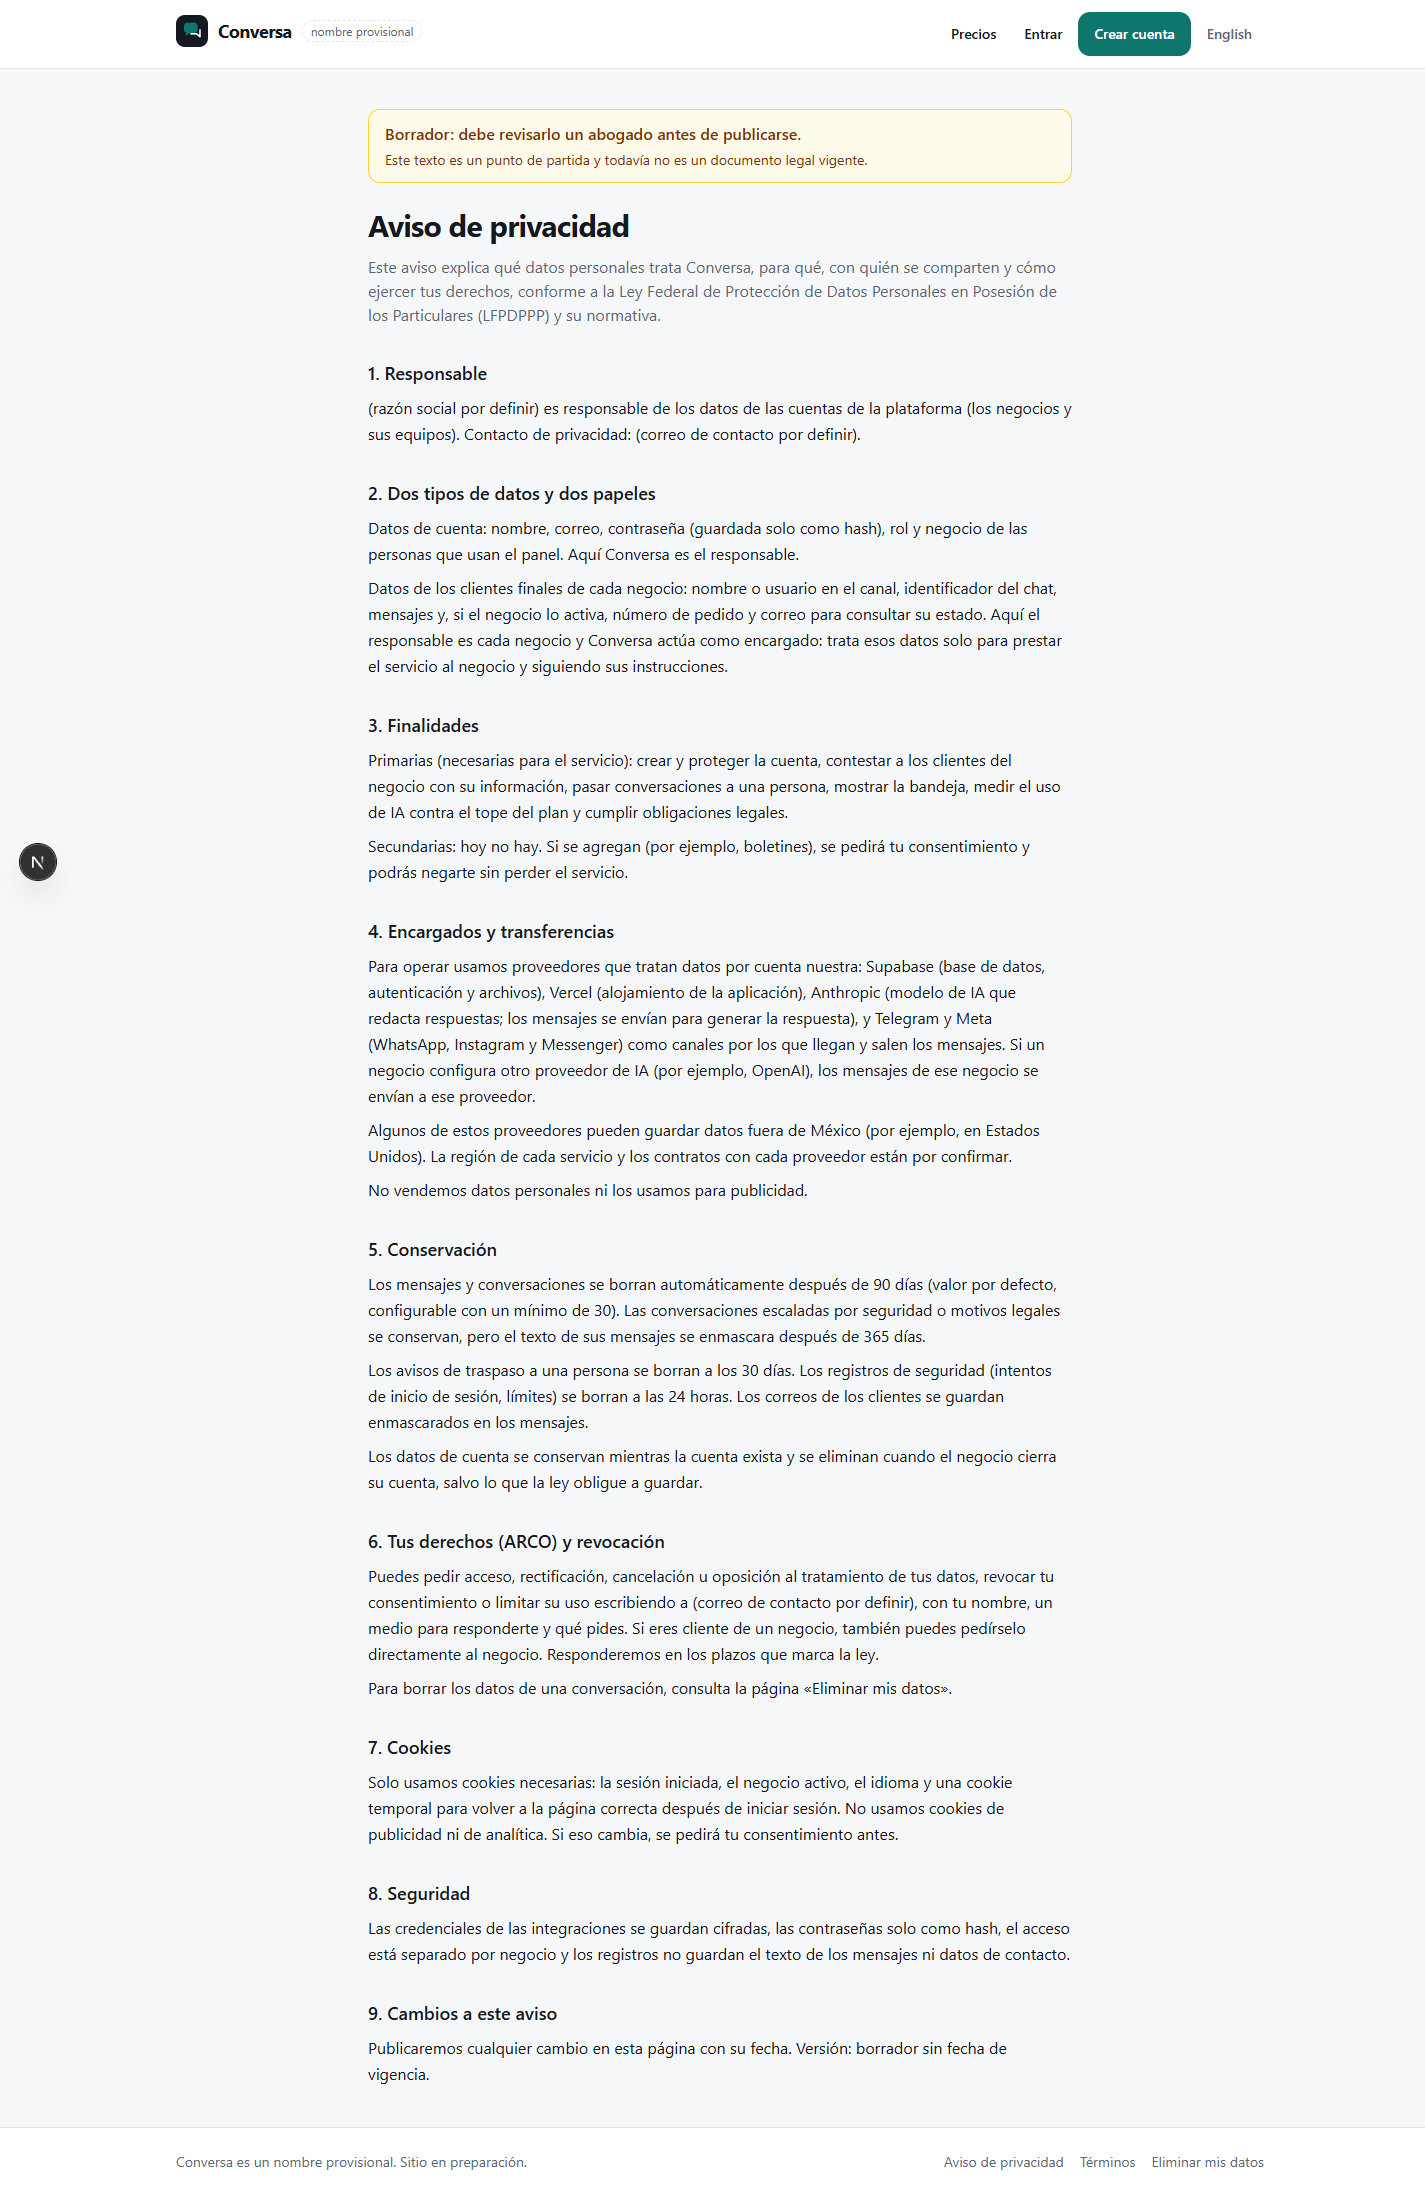 Conversa
nombre provisional
Precios
Entrar
Crear cuenta
English
Borrador: debe revisarlo un abogado antes de publicarse.
Este texto es un punto de partida y todavía no es un documento legal vigente.
Aviso de privacidad
Este aviso explica qué datos personales trata Conversa, para qué, con quién se comparten y cómo
ejercer tus derechos, conforme a la Ley Federal de Protección de Datos Personales en Posesión de
los Particulares (LFPDPPP) y su normativa.
1. Responsable
(razón social por definir) es responsable de los datos de las cuentas de la plataforma (los negocios y
sus equipos). Contacto de privacidad: (correo de contacto por definir).
2. Dos tipos de datos y dos papeles
Datos de cuenta: nombre, correo, contraseña (guardada solo como hash), rol y negocio de las
personas que usan el panel. Aquí Conversa es el responsable.
Datos de los clientes finales de cada negocio: nombre o usuario en el canal, identificador del chat,
mensajes y, si el negocio lo activa, número de pedido y correo para consultar su estado. Aquí el
responsable es cada negocio y Conversa actúa como encargado: trata esos datos solo para prestar
el servicio al negocio y siguiendo sus instrucciones.
3. Finalidades
Primarias (necesarias para el servicio): crear y proteger la cuenta, contestar a los clientes del
negocio con su información, pasar conversaciones a una persona, mostrar la bandeja, medir el uso
de IA contra el tope del plan y cumplir obligaciones legales.
Secundarias: hoy no hay. Si se agregan (por ejemplo, boletines), se pedirá tu consentimiento y
podrás negarte sin perder el servicio.
N
4. Encargados y transferencias
Para operar usamos proveedores que tratan datos por cuenta nuestra: Supabase (base de datos,
autenticación y archivos), Vercel (alojamiento de la aplicación), Anthropic (modelo de IA que
redacta respuestas; los mensajes se envían para generar la respuesta), y Telegram y Meta
(WhatsApp, Instagram y Messenger) como canales por los que llegan y salen los mensajes. Si un
negocio configura otro proveedor de IA (por ejemplo, OpenAI), los mensajes de ese negocio se
envían a ese proveedor.
Algunos de estos proveedores pueden guardar datos fuera de México (por ejemplo, en Estados
Unidos). La región de cada servicio y los contratos con cada proveedor están por confirmar.
No vendemos datos personales ni los usamos para publicidad.
5. Conservación
Los mensajes y conversaciones se borran automáticamente después de 90 días (valor por defecto,
configurable con un mínimo de 30). Las conversaciones escaladas por seguridad o motivos legales
se conservan, pero el texto de sus mensajes se enmascara después de 365 días.
Los avisos de traspaso a una persona se borran a los 30 días. Los registros de seguridad (intentos
de inicio de sesión, límites) se borran a las 24 horas. Los correos de los clientes se guardan
enmascarados en los mensajes.
Los datos de cuenta se conservan mientras la cuenta exista y se eliminan cuando el negocio cierra
su cuenta, salvo lo que la ley obligue a guardar.
6. Tus derechos (ARCO) y revocación
Puedes pedir acceso, rectificación, cancelación u oposición al tratamiento de tus datos, revocar tu
consentimiento o limitar su uso escribiendo a (correo de contacto por definir), con tu nombre, un
medio para responderte y qué pides. Si eres cliente de un negocio, también puedes pedírselo
directamente al negocio. Responderemos en los plazos que marca la ley.
Para borrar los datos de una conversación, consulta la página «Eliminar mis datos».
7. Cookies
Solo usamos cookies necesarias: la sesión iniciada, el negocio activo, el idioma y una cookie
temporal para volver a la página correcta después de iniciar sesión. No usamos cookies de
publicidad ni de analítica. Si eso cambia, se pedirá tu consentimiento antes.
8. Seguridad
Las credenciales de las integraciones se guardan cifradas, las contraseñas solo como hash, el acceso
está separado por negocio y los registros no guardan el texto de los mensajes ni datos de contacto.
9. Cambios a este aviso
Publicaremos cualquier cambio en esta página con su fecha. Versión: borrador sin fecha de
vigencia.
Conversa es un nombre provisional. Sitio en preparación.
Aviso de privacidad
Términos
Eliminar mis datos